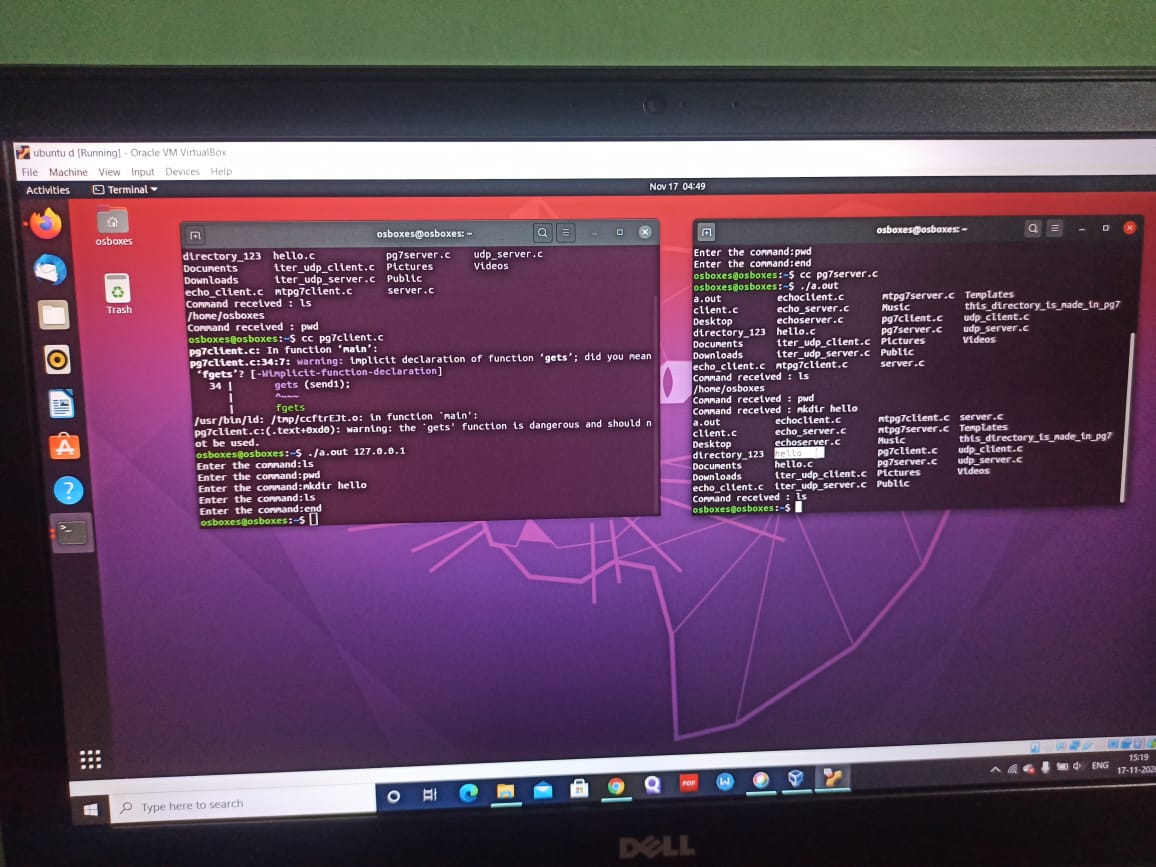 ubuntu d [Running] - Oracle VM VirtualBox
File Machine View Input Devices Help
Activities Terminal Nov 17 04:49
osboxes
Trash
osboxes@osboxes: ~
directory_123 hello.c pg7server.c udp_server.c
Documents iter_udp_client.c Pictures Videos
Downloads iter_udp_server.c Public
echo_client.c mtpg7client.c server.c
Command received : ls
/home/osboxes
Command received : pwd
osboxes@osboxes:~$ cc pg7client.c
pg7client.c: In function ‘main’:
pg7client.c:34:7: warning: implicit declaration of function ‘gets’; did you mean
‘fgets’? [-Wimplicit-function-declaration]
34 | gets (send1);
| ^~~~
| fgets
/usr/bin/ld: /tmp/ccftrEJt.o: in function `main':
pg7client.c:(.text+0xd0): warning: the `gets' function is dangerous and should n
ot be used.
osboxes@osboxes:~$ ./a.out 127.0.0.1
Enter the command:ls
Enter the command:pwd
Enter the command:mkdir hello
Enter the command:ls
Enter the command:end
osboxes@osboxes:~$
osboxes@osboxes: ~
Enter the command:pwd
Enter the command:end
osboxes@osboxes:~$ cc pg7server.c
osboxes@osboxes:~$ ./a.out
a.out echoclient.c mtpg7server.c Templates
client.c echo_server.c Music this_directory_is_made_in_pg7
Desktop echoserver.c pg7client.c udp_client.c
directory_123 hello.c pg7server.c udp_server.c
Documents iter_udp_client.c Pictures Videos
Downloads iter_udp_server.c Public
echo_client.c mtpg7client.c server.c
Command received : ls
/home/osboxes
Command received : pwd
Command received : mkdir hello
a.out echoclient.c mtpg7client.c server.c
client.c echo_server.c mtpg7server.c Templates
Desktop echoserver.c Music this_directory_is_made_in_pg7
directory_123 hello pg7client.c udp_client.c
Documents hello.c pg7server.c udp_server.c
Downloads iter_udp_client.c Pictures Videos
echo_client.c iter_udp_server.c Public
Command received : ls
osboxes@osboxes:~$
Type here to search
PDF
ENG
15:19
DELL